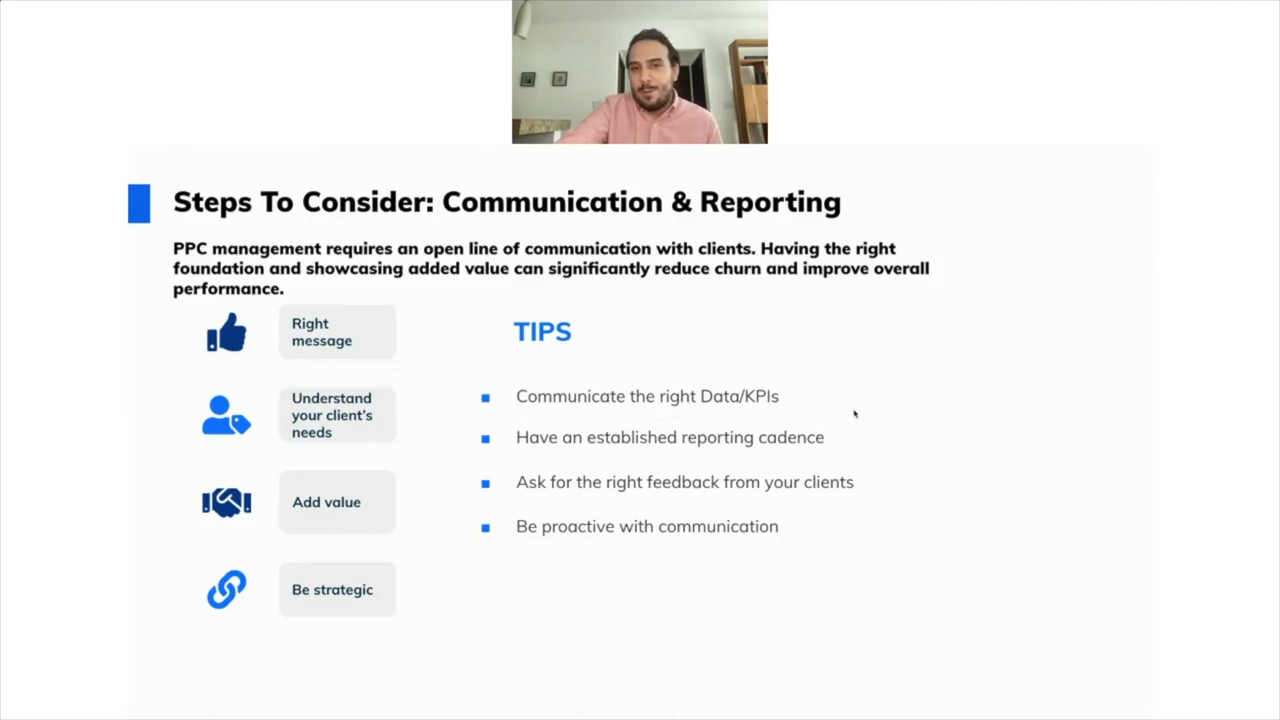 Steps To Consider: Communication & Reporting
PPC management requires an open line of communication with clients. Having the right
foundation and showcasing added value can significantly reduce churn and improve overall
performance.
Right
message
Understand
your client's
needs
Add value
Be strategic
TIPS
Communicate the right Data/KPIs
Have an established reporting cadence
Ask for the right feedback from your clients
Be proactive with communication